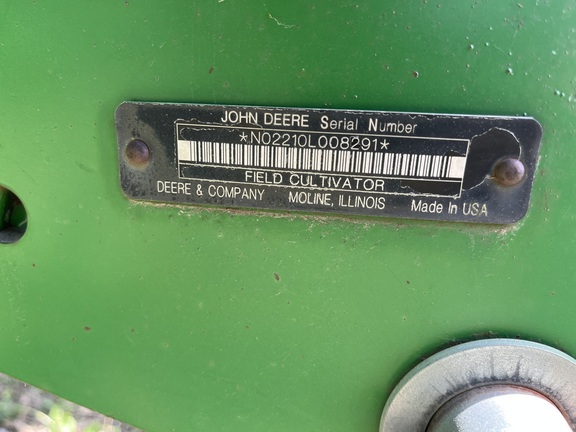 JOHN DEERE Serial Number
*N02210L008291*
FIELD CULTIVATOR
DEERE & COMPANY MOLINE, ILLINOIS Made In USA